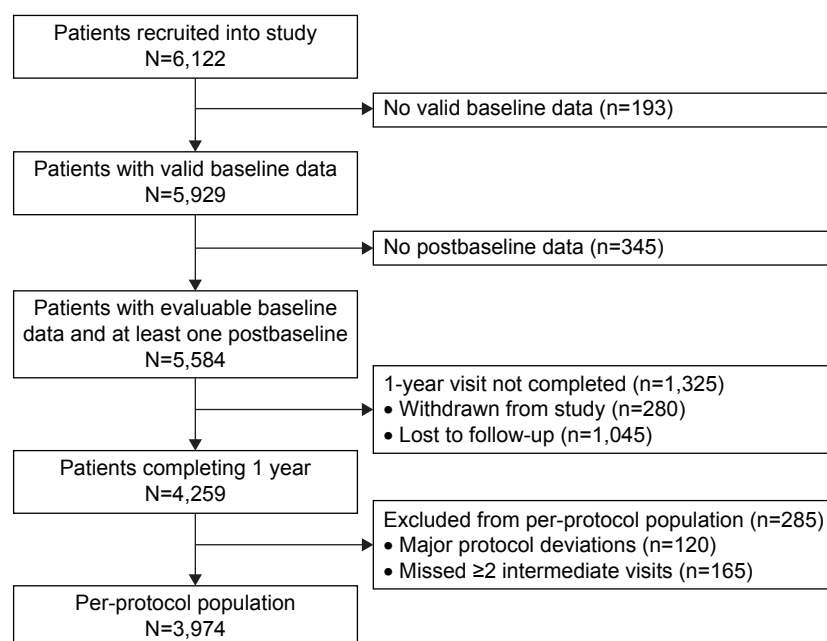 Patients recruited into study
N=6,122
No valid baseline data (n=193)
Patients with valid baseline data
N=5,929
No postbaseline data (n=345)
Patients with evaluable baseline
data and at least one postbaseline
N=5,584
1-year visit not completed (n=1,325)
• Withdrawn from study (n=280)
• Lost to follow-up (n=1,045)
Patients completing 1 year
N=4,259
Excluded from per-protocol population (n=285)
• Major protocol deviations (n=120)
• Missed ≥2 intermediate visits (n=165)
Per-protocol population
N=3,974